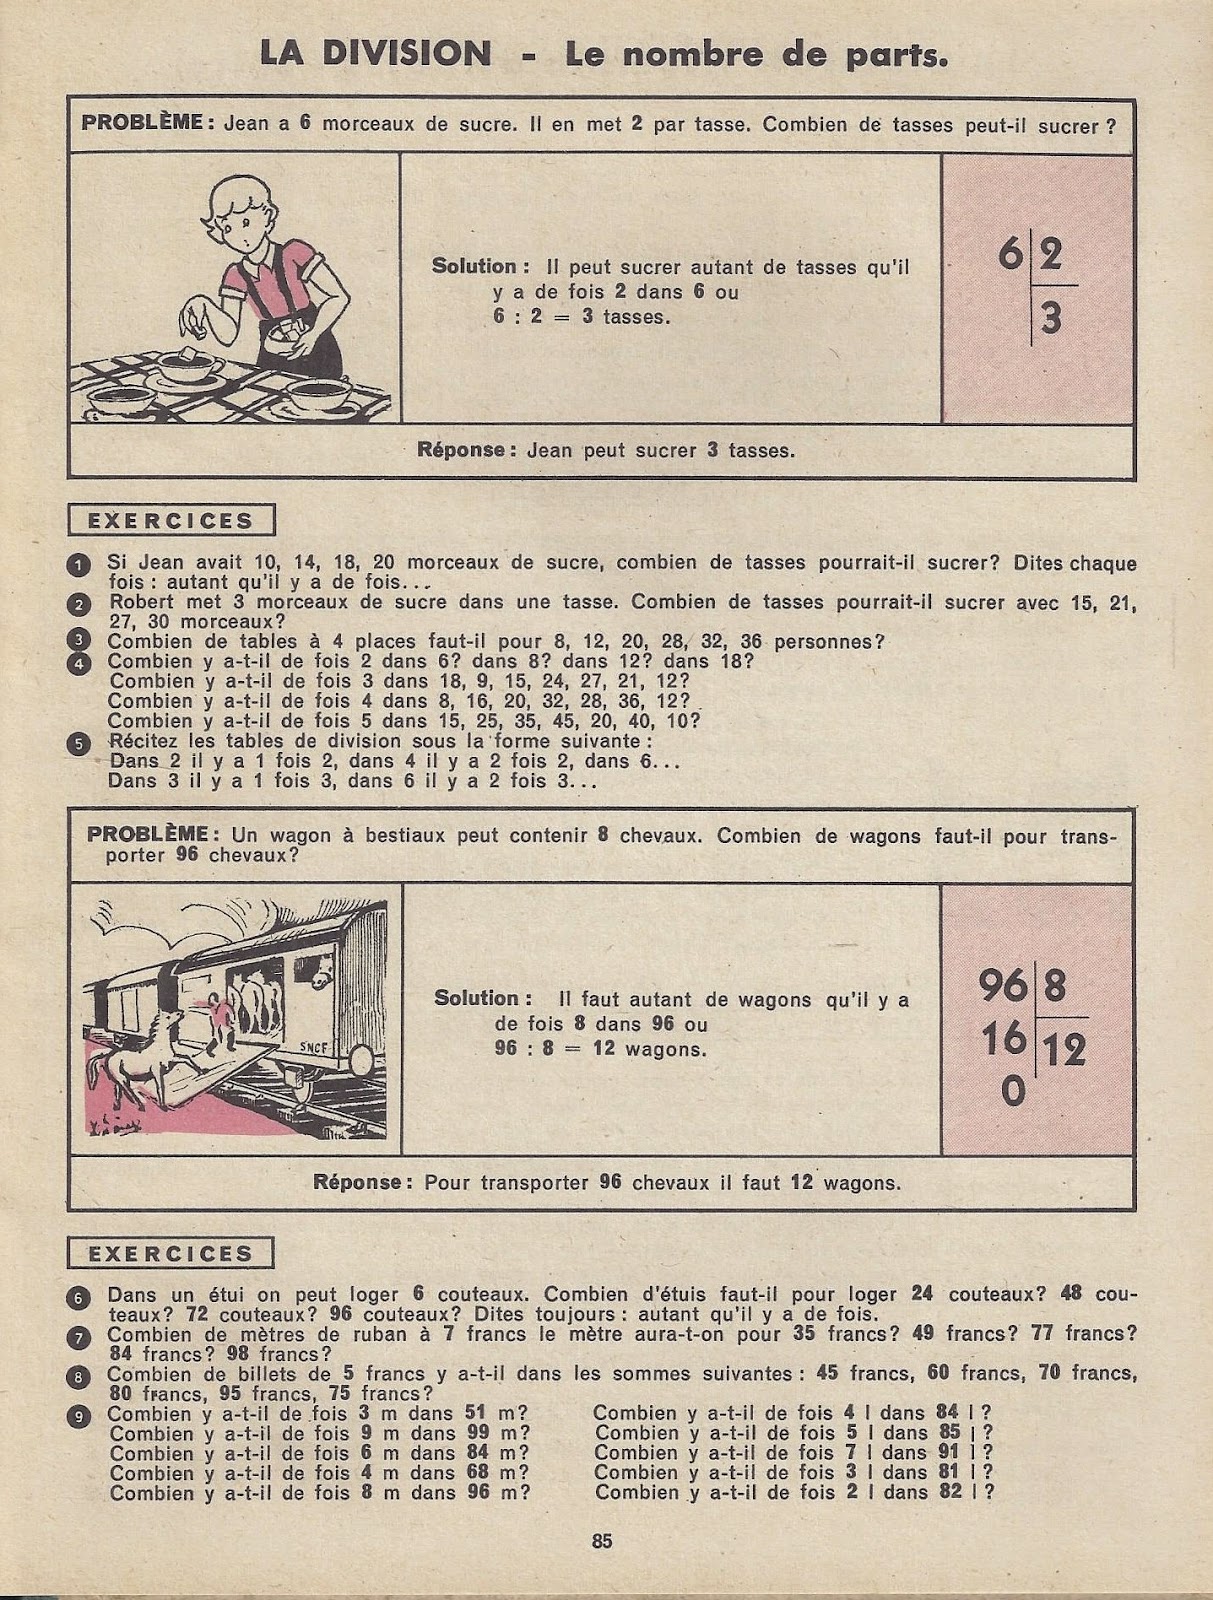 LA DIVISION - Le nombre de parts.
PROBLÈME : Jean a 6 morceaux de sucre. Il en met 2 par tasse. Combien de tasses peut-il sucrer ?
Solution : Il peut sucrer autant de tasses qu'il
y a de fois 2 dans 6 ou
6 : 2 = 3 tasses.
6 2
3
Réponse : Jean peut sucrer 3 tasses.
EXERCICES
1 Si Jean avait 10, 14, 18, 20 morceaux de sucre, combien de tasses pourrait-il sucrer? Dites chaque
fois : autant qu'il y a de fois...
2 Robert met 3 morceaux de sucre dans une tasse. Combien de tasses pourrait-il sucrer avec 15, 21,
27, 30 morceaux?
3 Combien de tables à 4 places faut-il pour 8, 12, 20, 28, 32, 36 personnes?
4 Combien y a-t-il de fois 2 dans 6? dans 8? dans 12? dans 18?
Combien y a-t-il de fois 3 dans 18, 9, 15, 24, 27, 21, 12?
Combien y a-t-il de fois 4 dans 8, 16, 20, 32, 28, 36, 12?
Combien y a-t-il de fois 5 dans 15, 25, 35, 45, 20, 40, 10?
5 Récitez les tables de division sous la forme suivante :
Dans 2 il y a 1 fois 2, dans 4 il y a 2 fois 2, dans 6...
Dans 3 il y a 1 fois 3, dans 6 il y a 2 fois 3...
PROBLÈME : Un wagon à bestiaux peut contenir 8 chevaux. Combien de wagons faut-il pour trans-
porter 96 chevaux?
SNCF
Solution : Il faut autant de wagons qu'il y a
de fois 8 dans 96 ou
96 : 8 = 12 wagons.
96 8
16 12
0
Réponse : Pour transporter 96 chevaux il faut 12 wagons.
EXERCICES
6 Dans un étui on peut loger 6 couteaux. Combien d'étuis faut-il pour loger 24 couteaux? 48 cou-
teaux? 72 couteaux? 96 couteaux? Dites toujours : autant qu'il y a de fois.
7 Combien de mètres de ruban à 7 francs le mètre aura-t-on pour 35 francs? 49 francs? 77 francs?
84 francs? 98 francs?
8 Combien de billets de 5 francs y a-t-il dans les sommes suivantes : 45 francs, 60 francs, 70 francs,
80 francs, 95 francs, 75 francs?
9 Combien y a-t-il de fois 3 m dans 51 m? Combien y a-t-il de fois 4 l dans 84 l ?
Combien y a-t-il de fois 9 m dans 99 m? Combien y a-t-il de fois 5 l dans 85 l ?
Combien y a-t-il de fois 6 m dans 84 m? Combien y a-t-il de fois 7 l dans 91 l ?
Combien y a-t-il de fois 4 m dans 68 m? Combien y a-t-il de fois 3 l dans 81 l ?
Combien y a-t-il de fois 8 m dans 96 m? Combien y a-t-il de fois 2 l dans 82 l ?
85